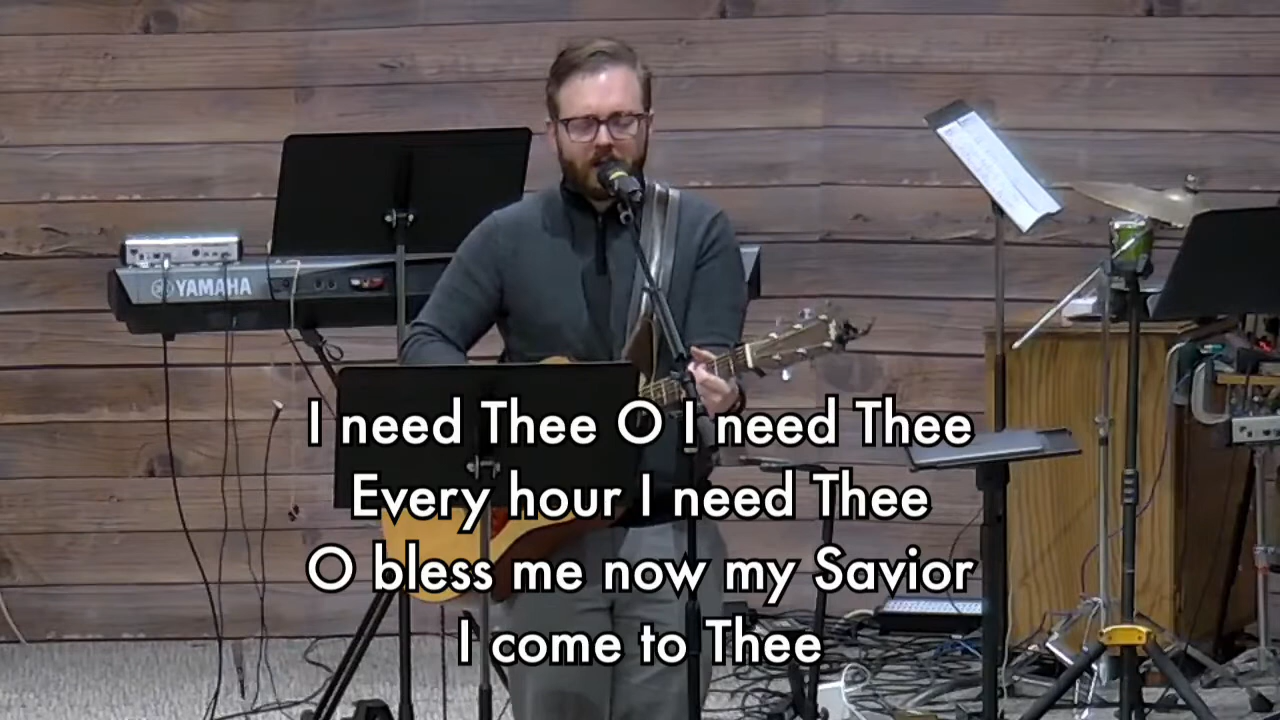 YAMAHA
I need Thee O I need Thee
Every hour I need Thee
O bless me now my Savior
I come to Thee